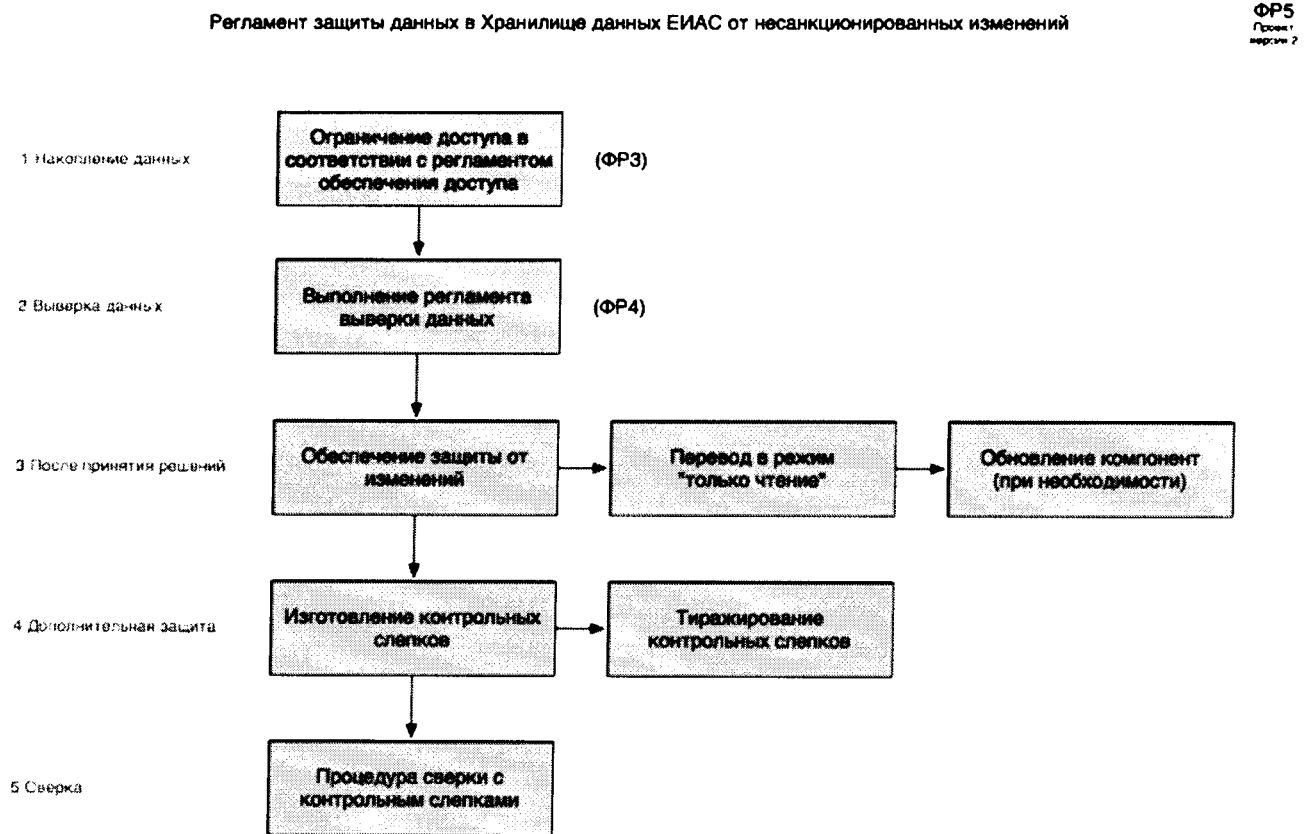 Регламент защиты данных в Хранилище данных ЕИАС от несанкционированных изменений
ФР5
Проект
версии 2
1 Накопление данных
Ограничение доступа в
соответствии с регламентом
обеспечения доступа
(ФР3)
2 Выверка данных
Выполнение регламента
выверки данных
(ФР4)
3 После принятия решений
Обеспечение защиты от
изменений
Перевод в режим
"только чтение"
Обновление компонент
(при необходимости)
4 Дополнительная защита
Изготовление контрольных
слепков
Тиражирование
контрольных слепков
5 Сверка
Процедура сверки с
контрольным слепками